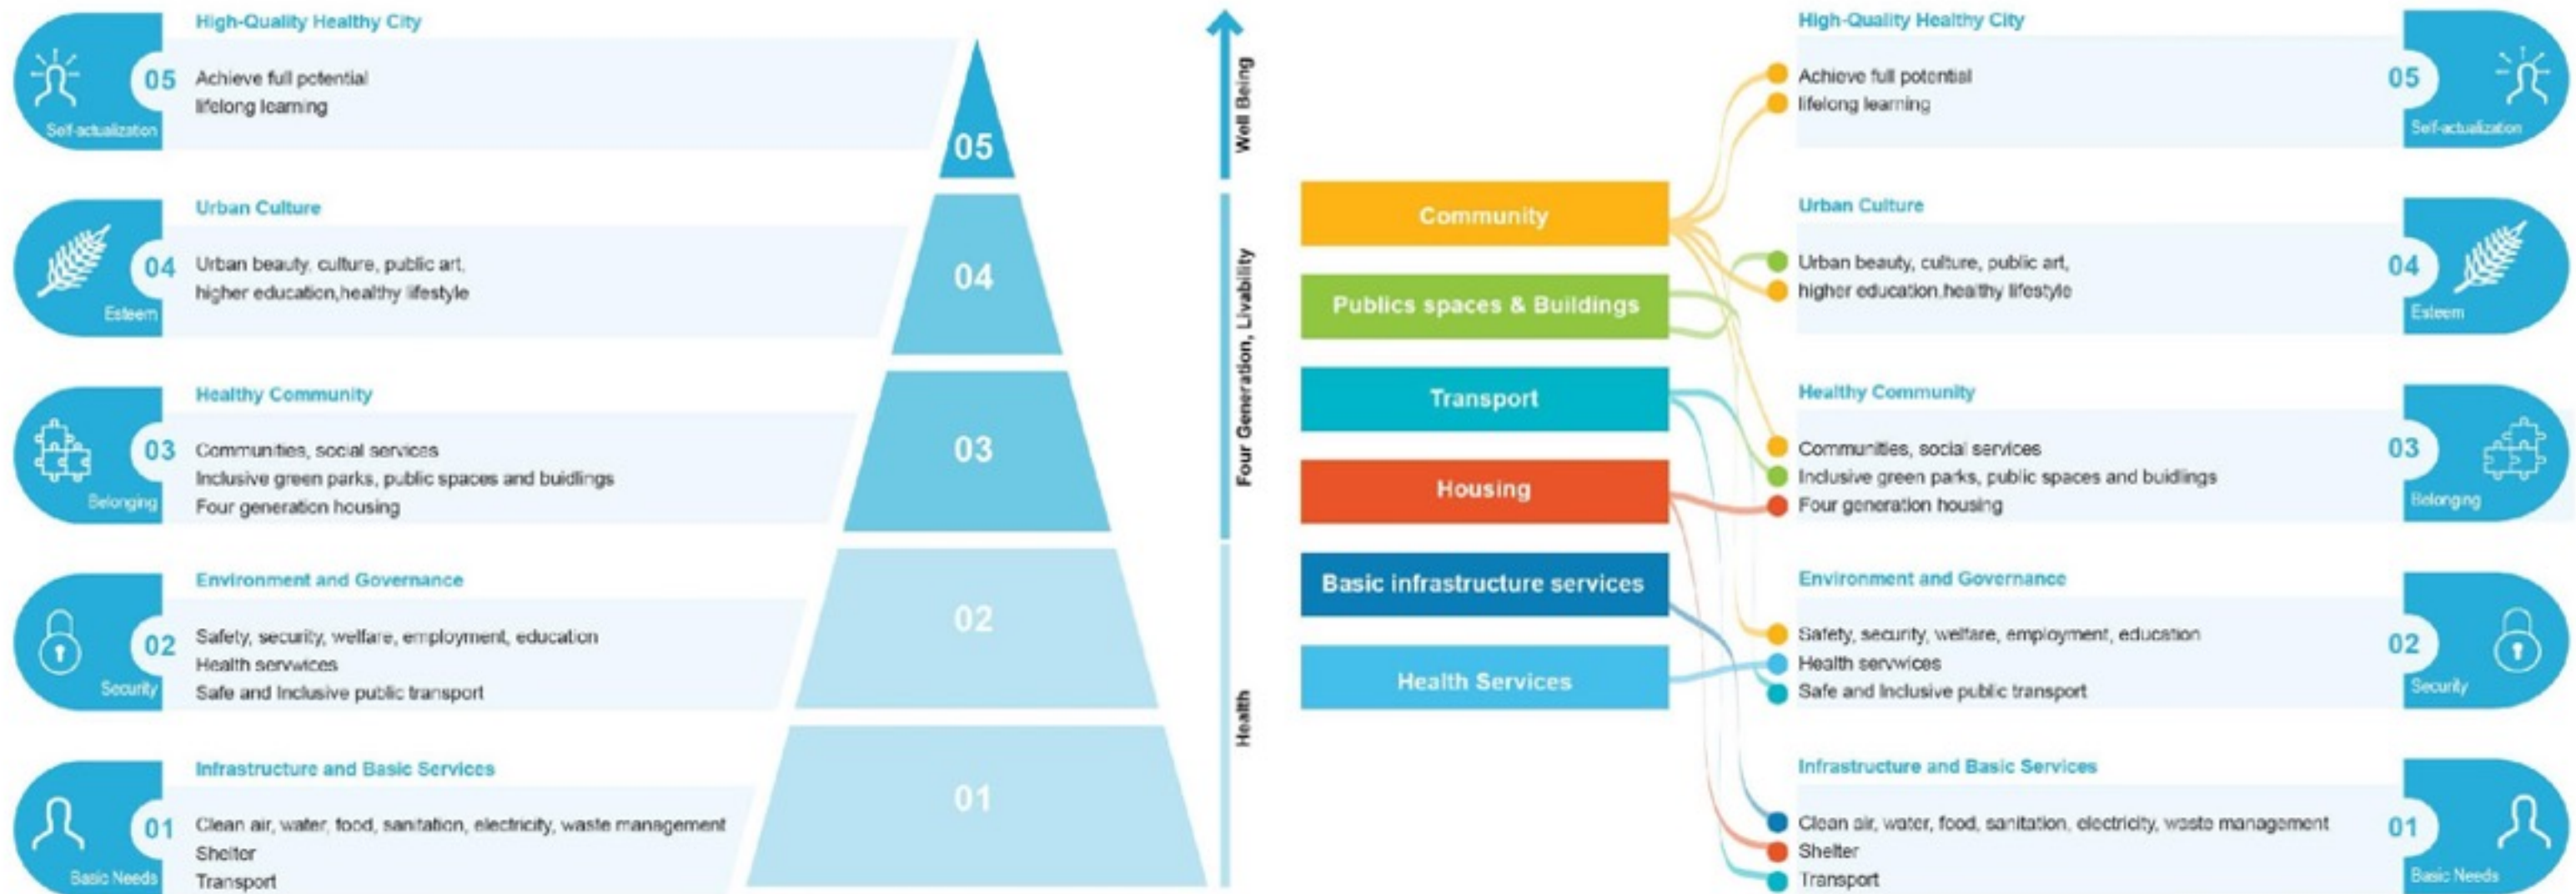 High-Quality Healthy City
05
Achieve full potential
lifelong learning
Self-actualization
Urban Culture
04
Urban beauty, culture, public art,
higher education,healthy lifestyle
Esteem
Healthy Community
03
Communities, social services
Inclusive green parks, public spaces and buidlings
Four generation housing
Belonging
Environment and Governance
02
Safety, security, welfare, employment, education
Health servwices
Safe and Inclusive public transport
Security
Infrastructure and Basic Services
01
Clean air, water, food, sanitation, electricity, waste management
Shelter
Transport
Basic Needs
05
04
03
02
01
Well Being
Four Generation, Livability
Health
Community
Publics spaces & Buildings
Transport
Housing
Basic infrastructure services
Health Services
High-Quality Healthy City
Achieve full potential
lifelong learning
05
Self-actualization
Urban Culture
Urban beauty, culture, public art,
higher education,healthy lifestyle
04
Esteem
Healthy Community
Communities, social services
Inclusive green parks, public spaces and buidlings
Four generation housing
03
Belonging
Environment and Governance
Safety, security, welfare, employment, education
Health servwices
Safe and Inclusive public transport
02
Security
Infrastructure and Basic Services
Clean air, water, food, sanitation, electricity, waste management
Shelter
Transport
01
Basic Needs